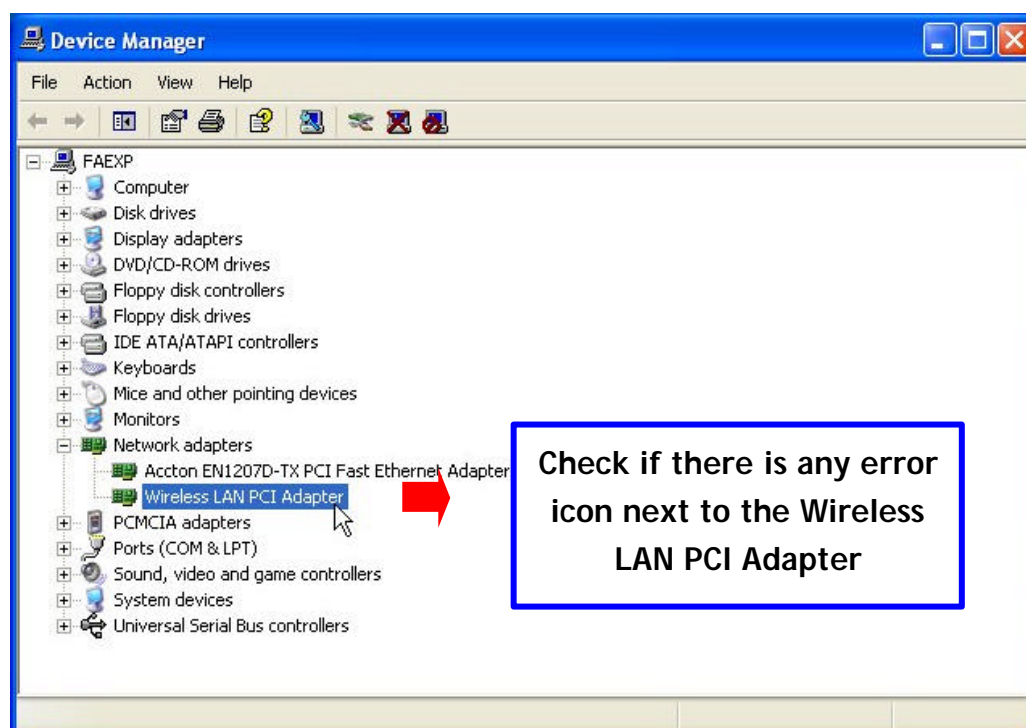 Device Manager
File Action View Help
FAEXP
Computer
Disk drives
Display adapters
DVD/CD-ROM drives
Floppy disk controllers
Floppy disk drives
IDE ATA/ATAPI controllers
Keyboards
Mice and other pointing devices
Monitors
Network adapters
Accton EN1207D-TX PCI Fast Ethernet Adapter
Wireless LAN PCI Adapter
PCMCIA adapters
Ports (COM & LPT)
Sound, video and game controllers
System devices
Universal Serial Bus controllers
Check if there is any error
icon next to the Wireless
LAN PCI Adapter